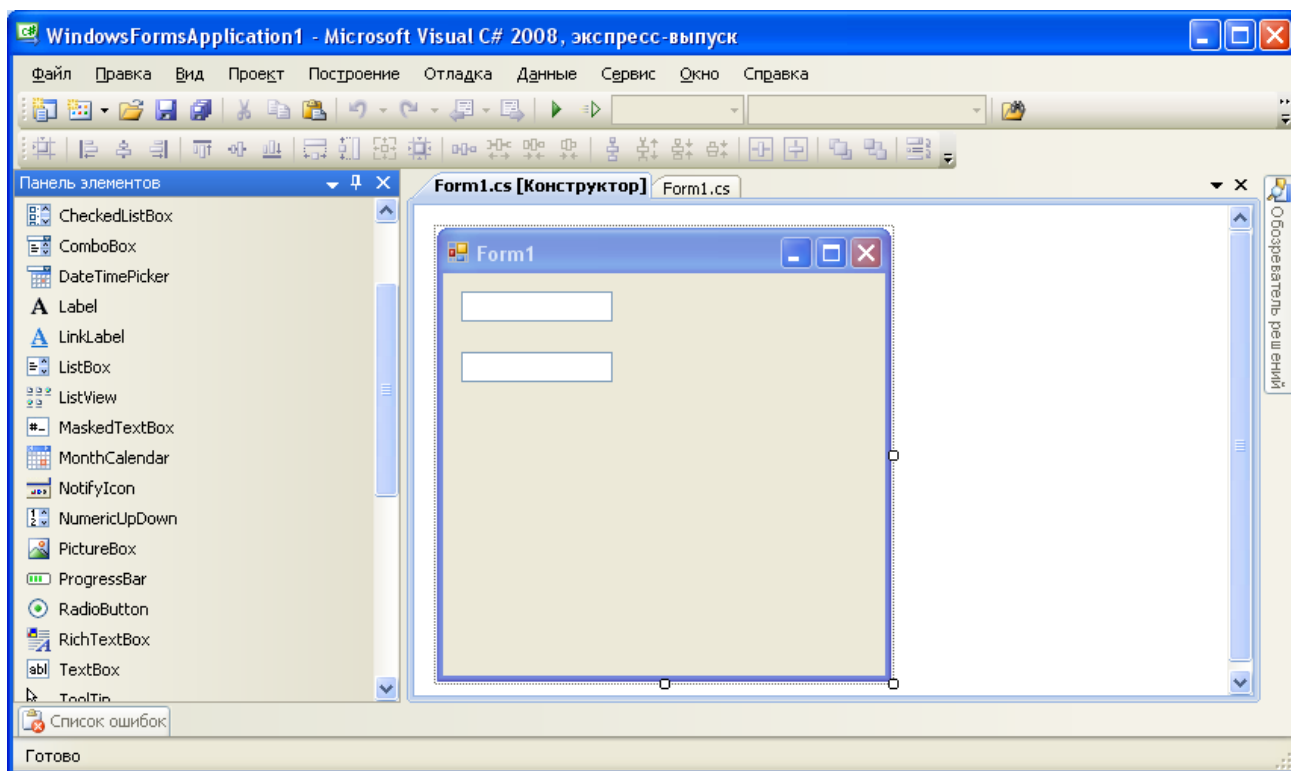 WindowsFormsApplication1 - Microsoft Visual C# 2008, экспресс-выпуск
Файл Правка Вид Проект Построение Отладка Данные Сервис Окно Справка
Панель элементов
Form1.cs [Конструктор] Form1.cs
CheckedListBox
ComboBox
DateTimePicker
Label
LinkLabel
ListBox
ListView
MaskedTextBox
MonthCalendar
NotifyIcon
NumericUpDown
PictureBox
ProgressBar
RadioButton
RichTextBox
abl TextBox
ToolTip
Form1
Обозреватель решений
Список ошибок
Готово